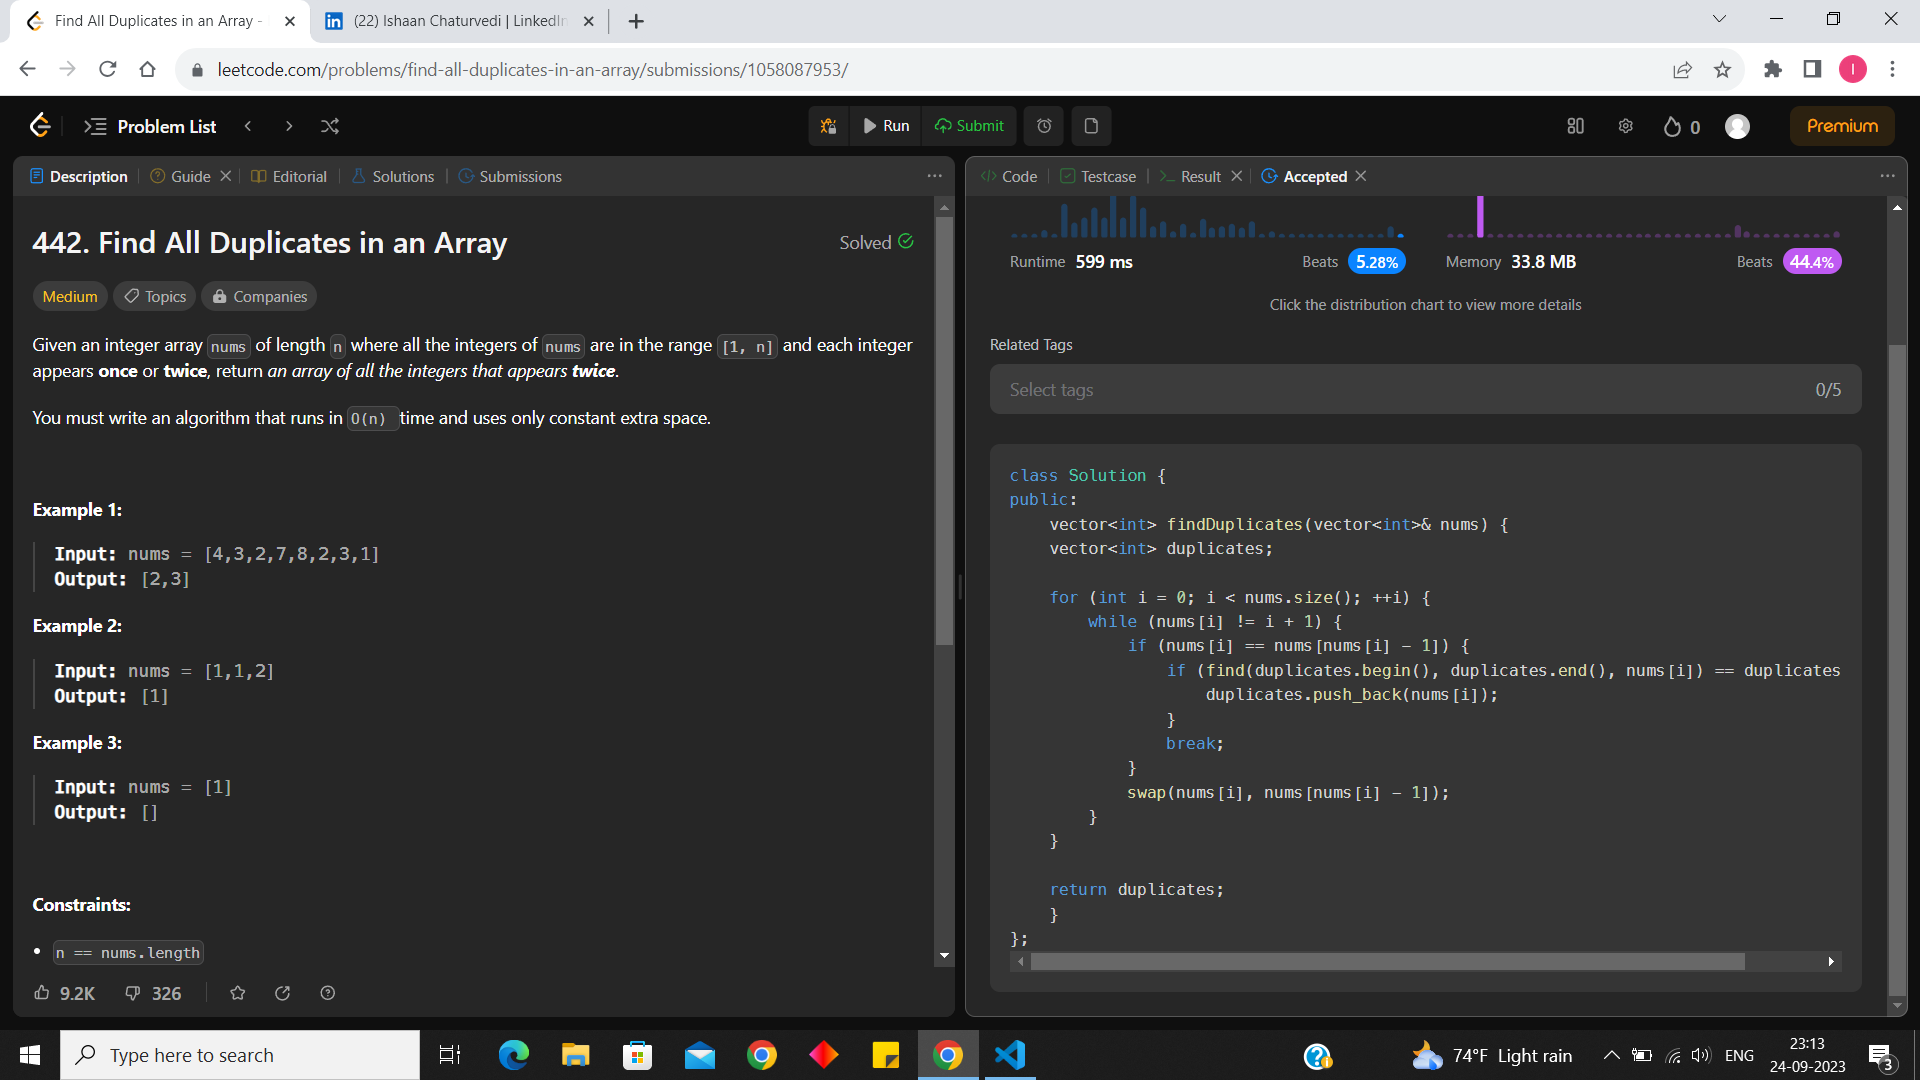 Find All Duplicates in an Array -
(22) Ishaan Chaturvedi | LinkedIn
leetcode.com/problems/find-all-duplicates-in-an-array/submissions/1058087953/
I
Problem List
Run
Submit
0
Premium
Description
Guide
Editorial
Solutions
Submissions
442. Find All Duplicates in an Array
Solved
Medium
Topics
Companies
Given an integer array nums of length n where all the integers of nums are in the range [1, n] and each integer
appears once or twice, return an array of all the integers that appears twice.
You must write an algorithm that runs in O(n) time and uses only constant extra space.
Example 1:
Input: nums = [4,3,2,7,8,2,3,1]
Output: [2,3]
Example 2:
Input: nums = [1,1,2]
Output: [1]
Example 3:
Input: nums = [1]
Output: []
Constraints:
• n == nums.length
9.2K
326
Code
Testcase
Result
Accepted
Runtime 599 ms
Beats 5.28%
Memory 33.8 MB
Beats 44.4%
Click the distribution chart to view more details
Related Tags
Select tags
0/5
class Solution {
public:
    vector<int> findDuplicates(vector<int>& nums) {
    vector<int> duplicates;
    for (int i = 0; i < nums.size(); ++i) {
        while (nums[i] != i + 1) {
            if (nums[i] == nums[nums[i] - 1]) {
                if (find(duplicates.begin(), duplicates.end(), nums[i]) == duplicates
                    duplicates.push_back(nums[i]);
                }
                break;
            }
            swap(nums[i], nums[nums[i] - 1]);
        }
    }
    return duplicates;
    }
};
Type here to search
74°F Light rain
ENG
23:13
24-09-2023
3